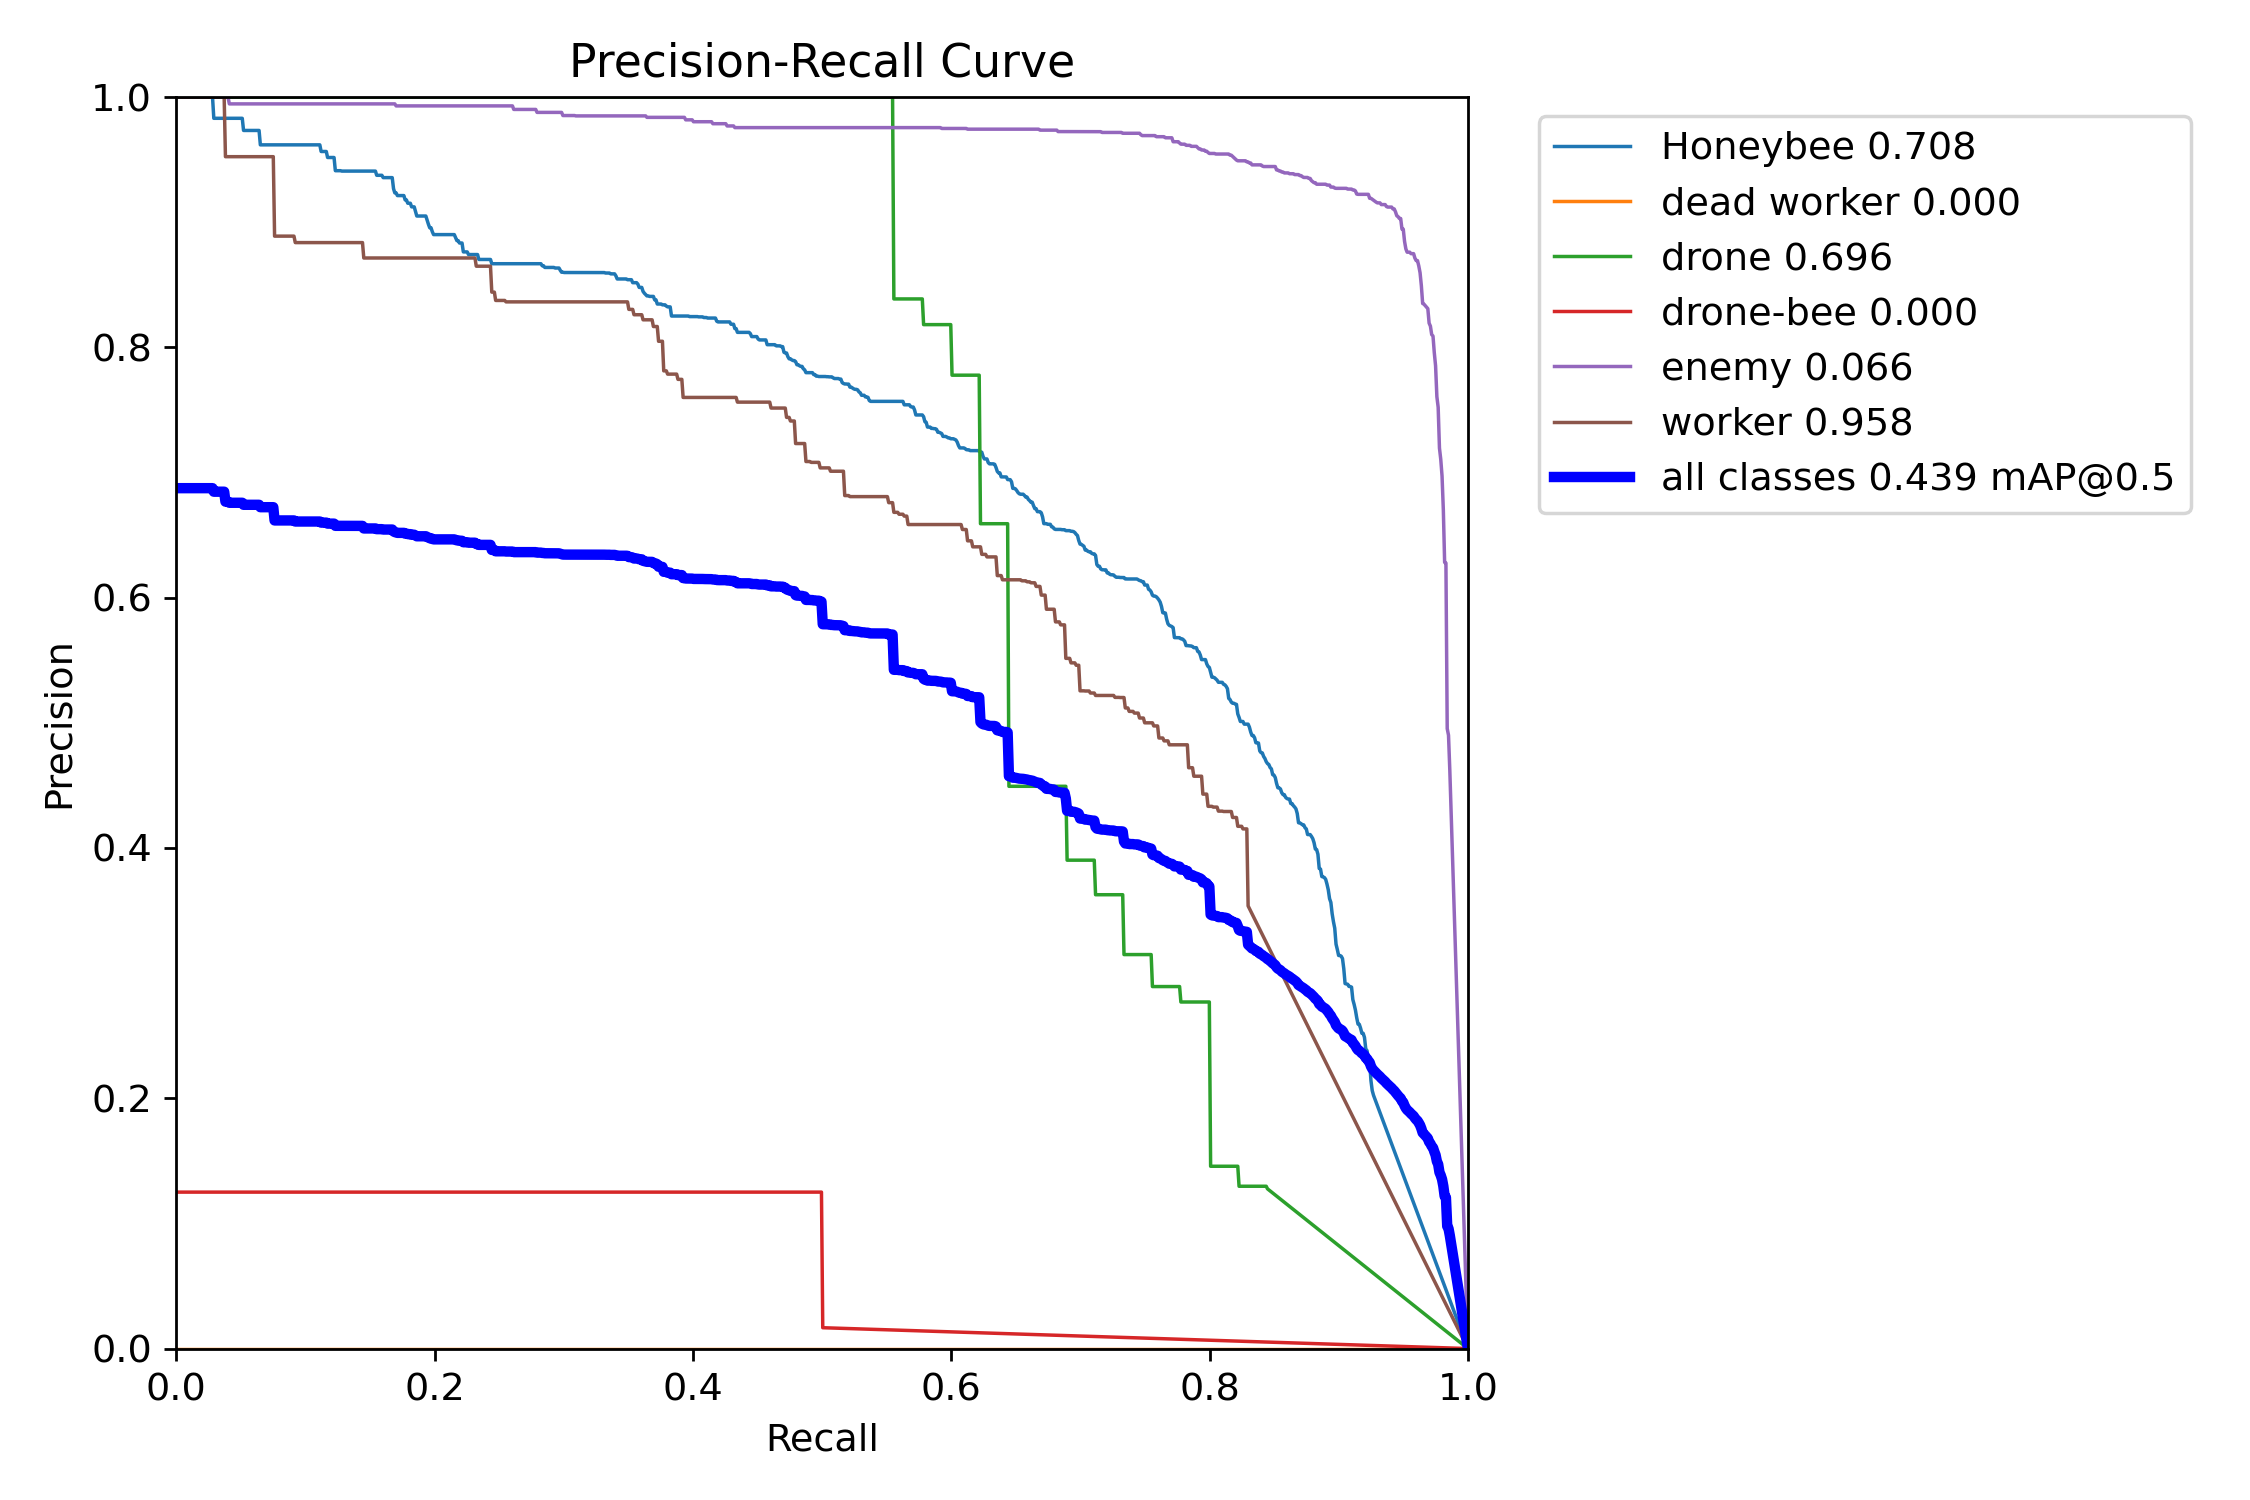 Precision-Recall Curve
1.0
0.8
0.6
0.4
0.2
0.0
Precision
0.0 0.2 0.4 0.6 0.8 1.0
Recall
Honeybee 0.708
dead worker 0.000
drone 0.696
drone-bee 0.000
enemy 0.066
worker 0.958
all classes 0.439 mAP@0.5